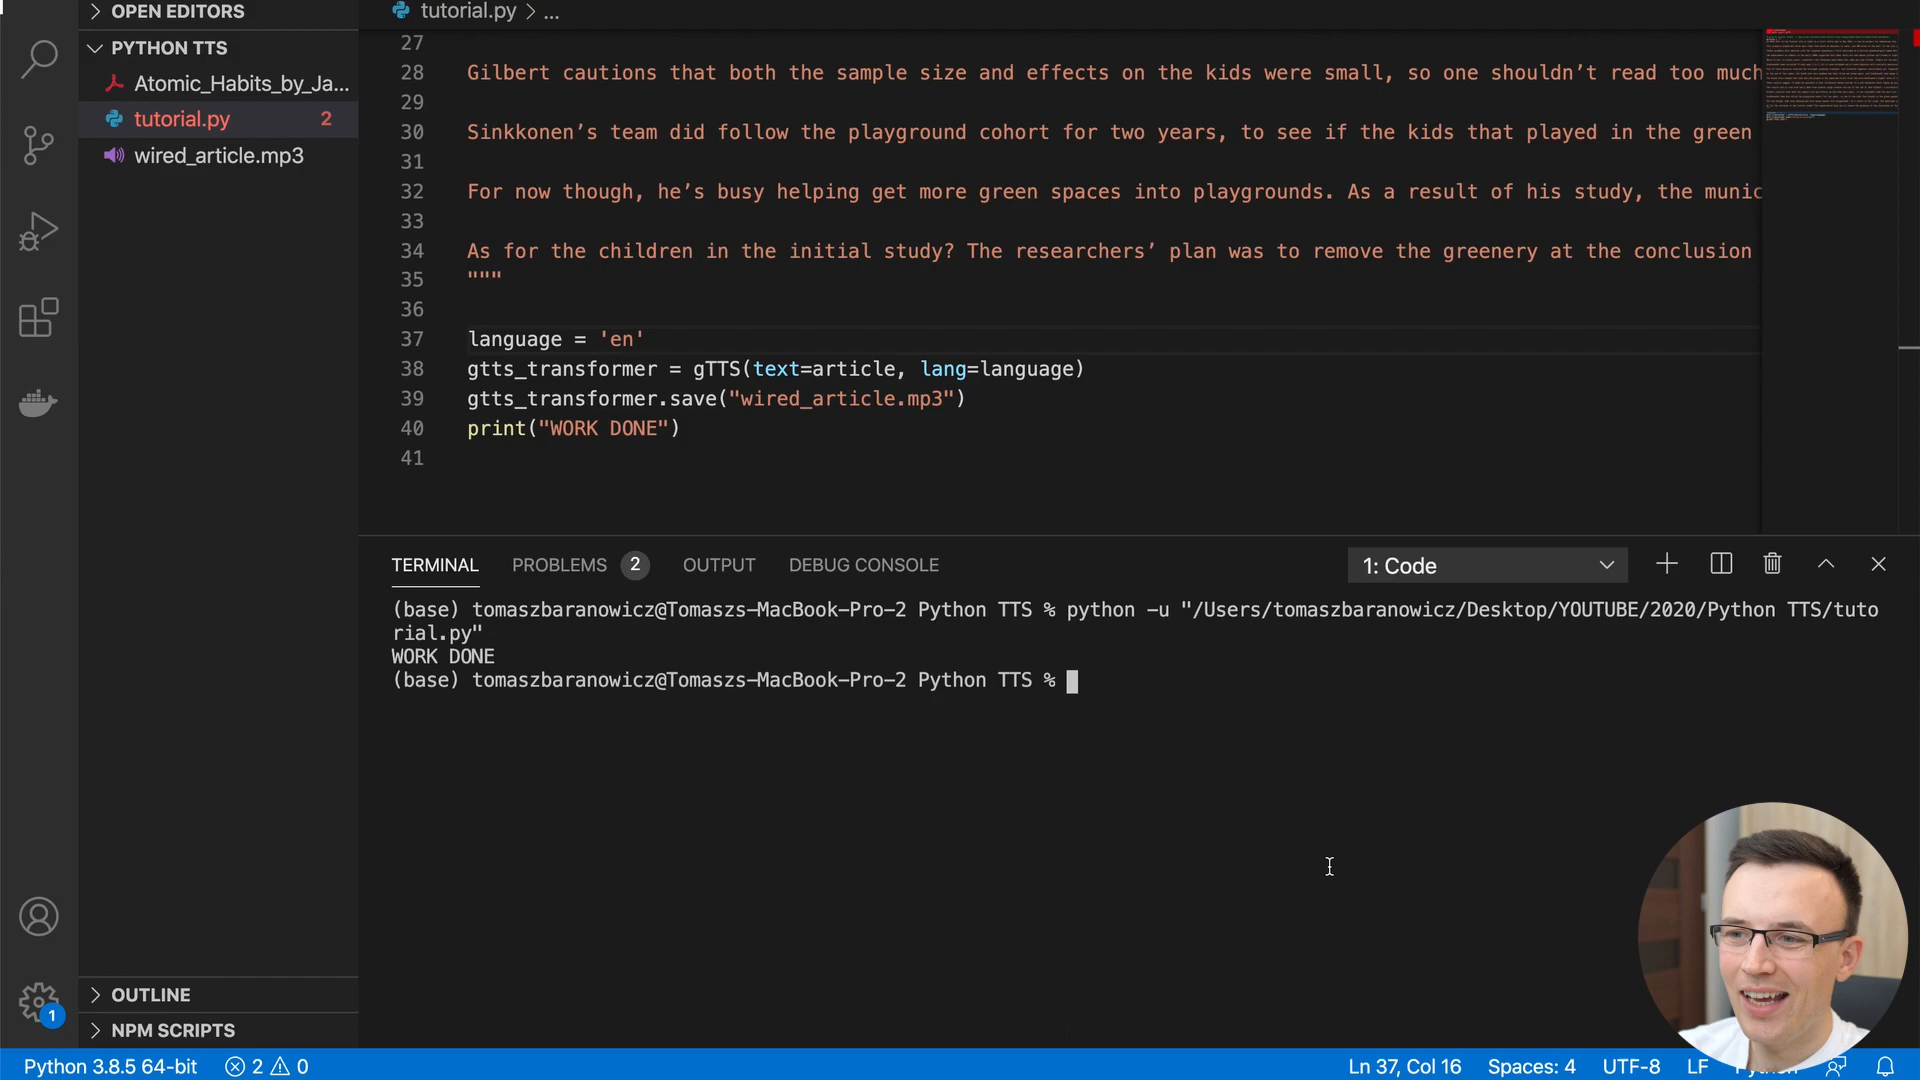 OPEN EDITORS
PYTHON TTS
Atomic_Habits_by_Ja...
tutorial.py 2
wired_article.mp3
OUTLINE
NPM SCRIPTS
1
tutorial.py > ...
27
28 Gilbert cautions that both the sample size and effects on the kids were small, so one shouldn’t read too much
29
30 Sinkkonen’s team did follow the playground cohort for two years, to see if the kids that played in the green
31
32 For now though, he’s busy helping get more green spaces into playgrounds. As a result of his study, the munic
33
34 As for the children in the initial study? The researchers’ plan was to remove the greenery at the conclusion
35 """
36
37 language = 'en'
38 gtts_transformer = gTTS(text=article, lang=language)
39 gtts_transformer.save("wired_article.mp3")
40 print("WORK DONE")
41
TERMINAL PROBLEMS 2 OUTPUT DEBUG CONSOLE 1: Code
(base) tomaszbaranowicz@Tomaszs-MacBook-Pro-2 Python TTS % python -u "/Users/tomaszbaranowicz/Desktop/YOUTUBE/2020/Python TTS/tuto
rial.py"
WORK DONE
(base) tomaszbaranowicz@Tomaszs-MacBook-Pro-2 Python TTS %
Python 3.8.5 64-bit 2 0 Ln 37, Col 16 Spaces: 4 UTF-8 LF